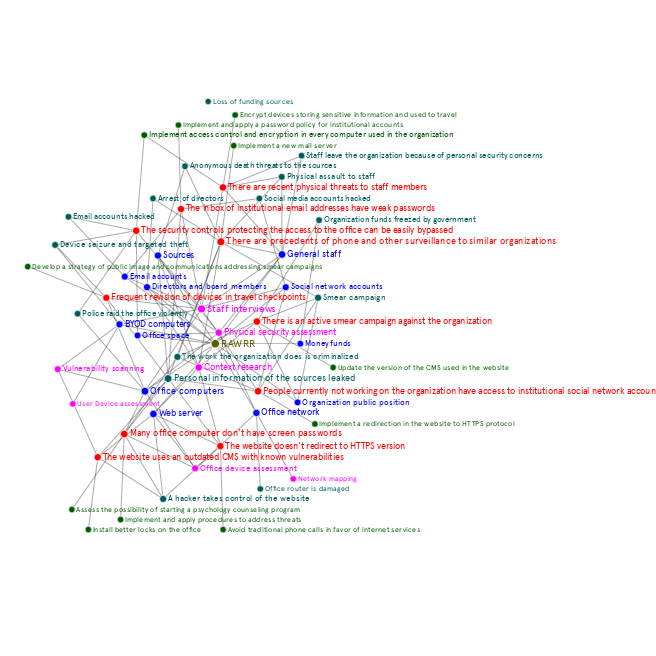 Loss of funding sources
Encrypt devices storing sensitive information and used to travel
Implement and apply a password policy for institutional accounts
Implement access control and encryption in every computer used in the organization
Implement a new mail server
Staff leave the organization because of personal security concerns
Anonymous death threats to the sources
Physical assault to staff
There are recent physical threats to staff members
Arrest of directors
Social media accounts hacked
The inbox of institutional email addresses have weak passwords
Email accounts hacked
Organization funds freezed by government
The security controls protecting the access to the office can be easily bypassed
There are precedents of phone and other surveillance to similar organizations
Device seizure and targeted theft
Sources
General staff
Develop a strategy of public image and communications addressing smear campaigns
Email accounts
Directors and board members
Social network accounts
Frequent revision of devices in travel checkpoints
Smear campaign
Staff interviews
Police raid the office violently
There is an active smear campaign against the organization
BYOD computers
Physical security assessment
Office space
RAWRR
Money funds
The work the organization does is criminalized
Vulnerability scanning
Context research
Update the version of the CMS used in the website
Personal information of the sources leaked
Office computers
People currently not working on the organization have access to institutional social network accoun
User Device assessment
Organization public position
Web server
Office network
Implement a redirection in the website to HTTPS protocol
Many office computer don't have screen passwords
The website doesn't redirect to HTTPS version
The website uses an outdated CMS with known vulnerabilities
Office device assessment
Network mapping
Office router is damaged
A hacker takes control of the website
Assess the possibility of starting a psychology counseling program
Implement and apply procedures to address threats
Install better locks on the office
Avoid traditional phone calls in favor of internet services